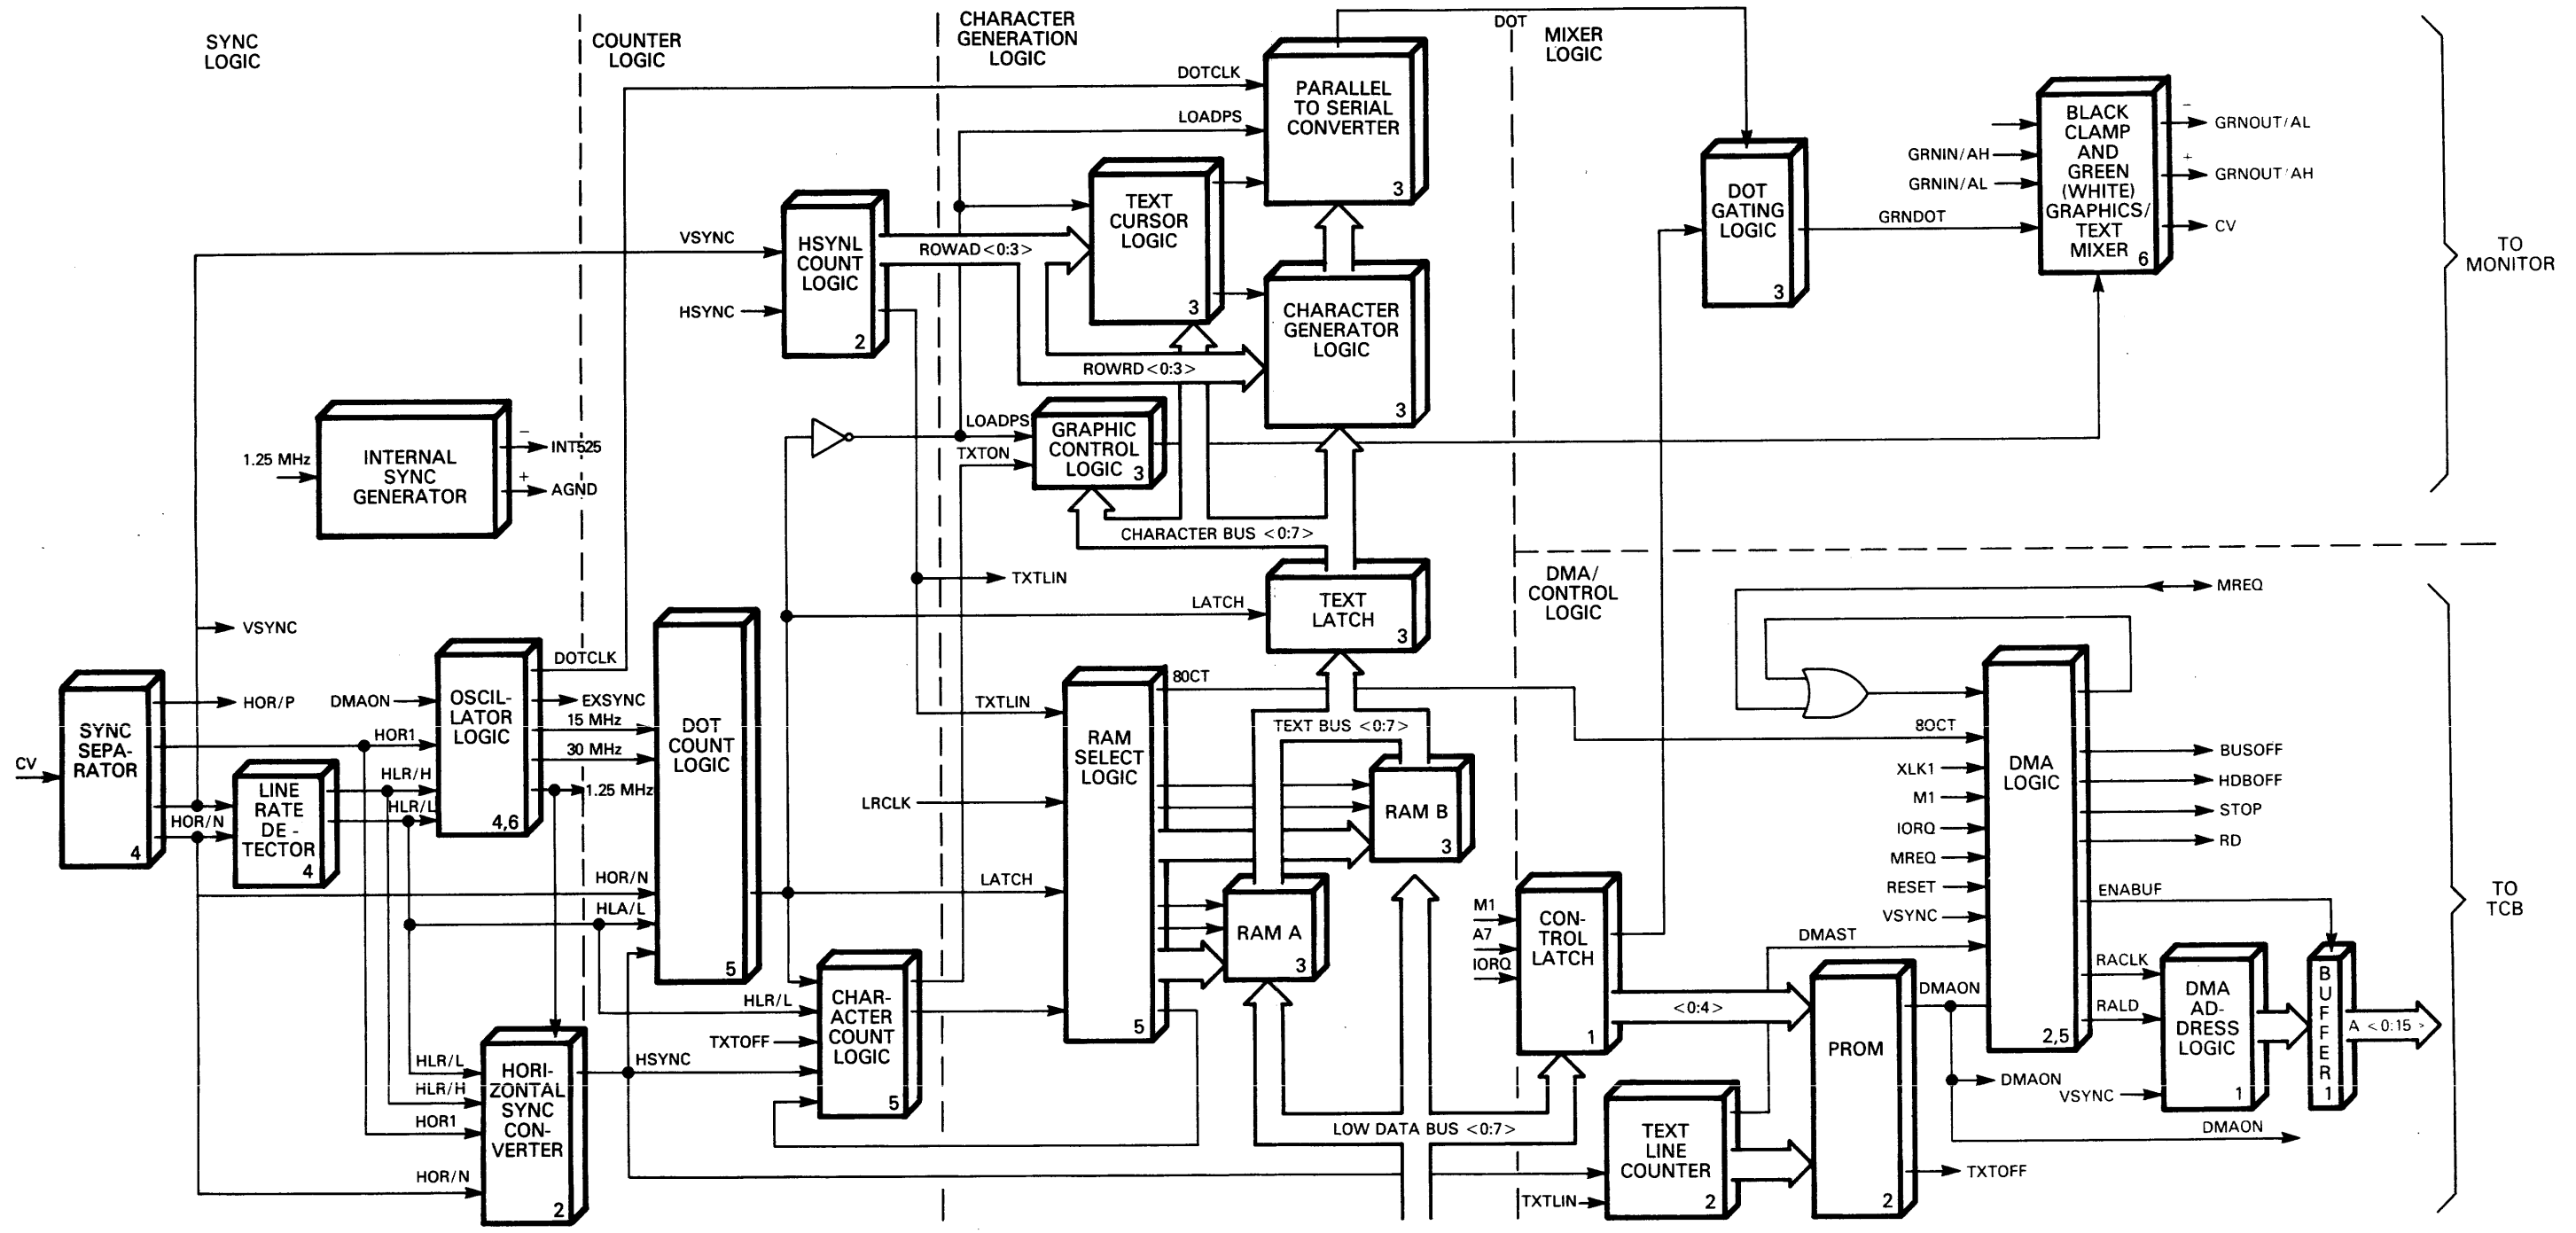 SYNC
LOGIC
COUNTER
LOGIC
CHARACTER
GENERATION
LOGIC
DOT
MIXER
LOGIC
DOTCLK
LOADPS
PARALLEL
TO SERIAL
CONVERTER
3
TEXT
CURSOR
LOGIC
3
DOT
GATING
LOGIC
3
BLACK
CLAMP
AND
GREEN
(WHITE)
GRAPHICS/
TEXT
MIXER
6
GRNIN/AH
GRNIN/AL
GRNDOT
−
GRNOUT/AL
+
GRNOUT/AH
CV
TO
MONITOR
VSYNC
HSYNC
HSYNL
COUNT
LOGIC
2
ROWAD <0:3>
ROWRD <0:3>
CHARACTER
GENERATOR
LOGIC
3
1.25 MHz
INTERNAL
SYNC
GENERATOR
−
INT525
+
AGND
LOADPS
TXTON
GRAPHIC
CONTROL
LOGIC
3
CHARACTER BUS <0:7>
TXTLIN
LATCH
TEXT
LATCH
3
DMA/
CONTROL
LOGIC
MREQ
VSYNC
HOR/P
CV
SYNC
SEPA-
RATOR
4
HOR1
HLR/H
HLR/L
HOR/N
LINE
RATE
DE -
TECTOR
4
DMAON
OSCIL-
LATOR
LOGIC
4,6
DOTCLK
EXSYNC
15 MHz
30 MHz
1.25 MHz
DOT
COUNT
LOGIC
5
HOR/N
HLA/L
TXTLIN
LRCLK
LATCH
RAM
SELECT
LOGIC
5
80CT
TEXT BUS <0:7>
RAM B
3
RAM A
3
HLR/L
TXTOFF
HSYNC
CHAR-
ACTER
COUNT
LOGIC
5
HLR/L
HLR/H
HOR1
HOR/N
HORI-
ZONTAL
SYNC
CON-
VERTER
2
LOW DATA BUS <0:7>
M1
A7
IORQ
CON-
TROL
LATCH
1
<0:4>
TXTLIN
TEXT
LINE
COUNTER
2
PROM
2
DMAST
DMAON
DMAON
DMAON
TXTOFF
80CT
XLK1
M1
IORQ
MREQ
RESET
VSYNC
DMA
LOGIC
2,5
BUSOFF
HDBOFF
STOP
RD
ENABUF
RACLK
RALD
VSYNC
DMA
AD-
DRESS
LOGIC
1
B
U
F
F
E
R
1
A <0:15>
TO
TCB